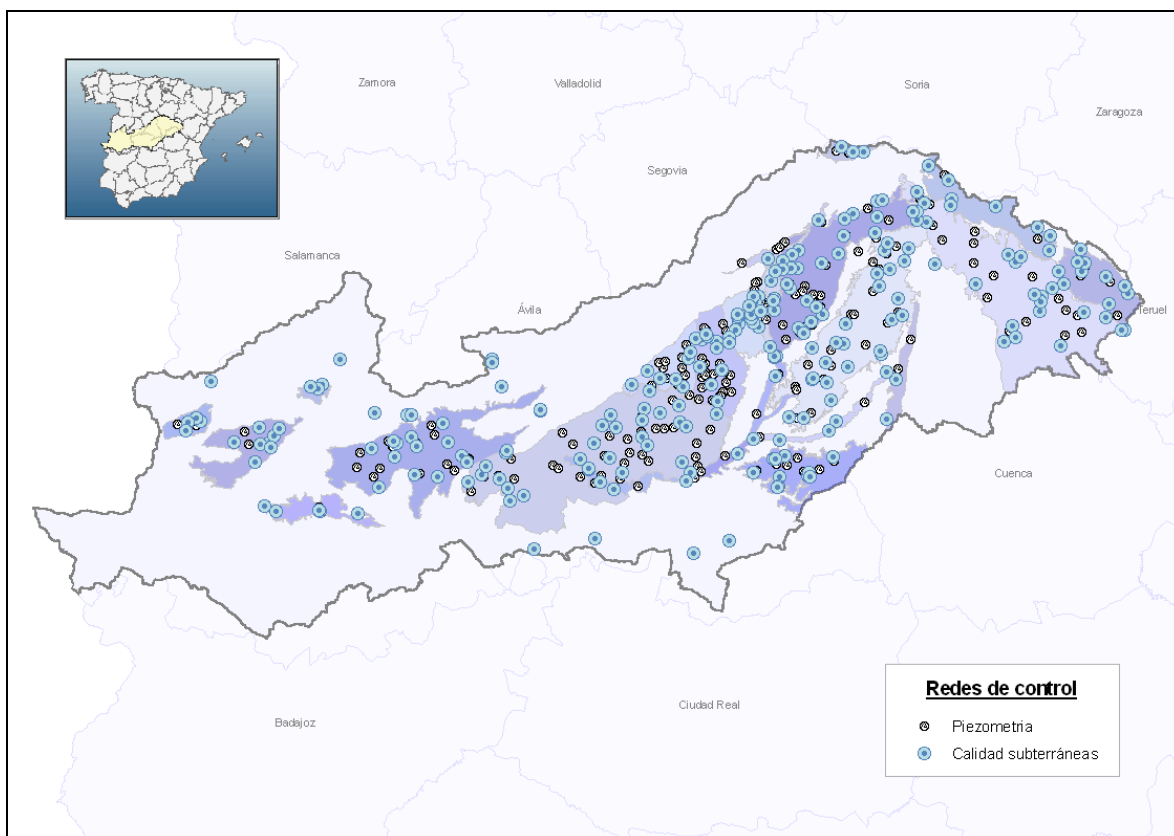 Zamora
Valladolid
Soria
Zaragoza
Segovia
Salamanca
Ávila
Teruel
Cuenca
Redes de control
Piezometria
Calidad subterráneas
Ciudad Real
Badajoz